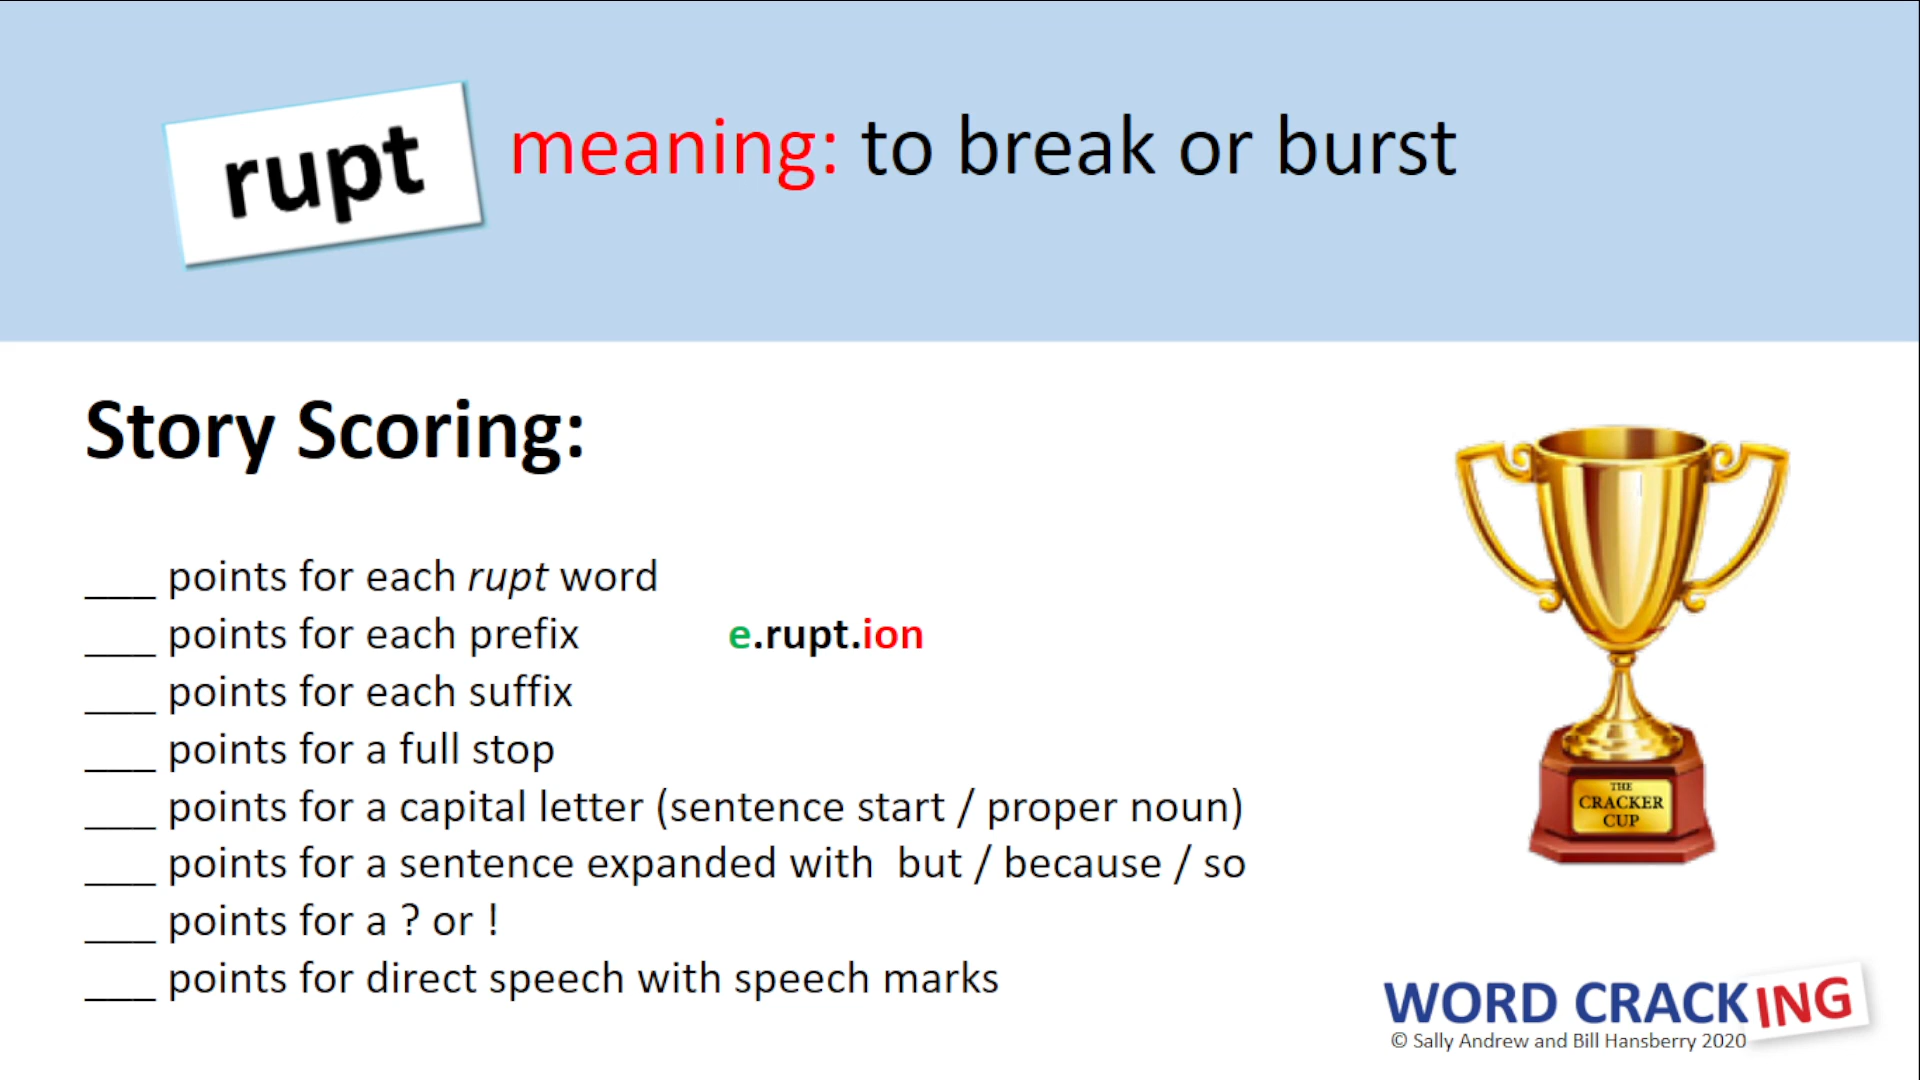 rupt
meaning: to break or burst
Story Scoring:
___ points for each rupt word
___ points for each prefix e.rupt.ion
___ points for each suffix
___ points for a full stop
___ points for a capital letter (sentence start / proper noun)
___ points for a sentence expanded with but / because / so
___ points for a ? or !
___ points for direct speech with speech marks
THE
CRACKER
CUP
WORD CRACKING
© Sally Andrew and Bill Hansberry 2020